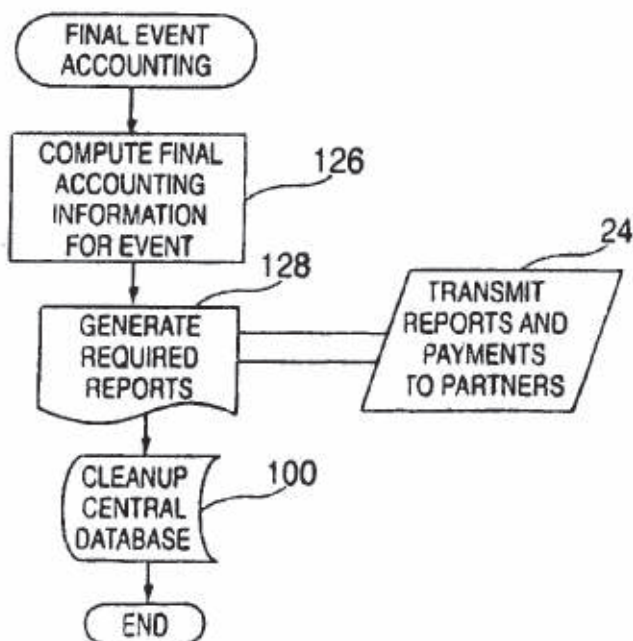 FINAL EVENT
ACCOUNTING
COMPUTE FINAL
ACCOUNTING
INFORMATION
FOR EVENT
126
128
GENERATE
REQUIRED
REPORTS
24
TRANSMIT
REPORTS AND
PAYMENTS
TO PARTNERS
CLEANUP
CENTRAL
DATABASE
100
END